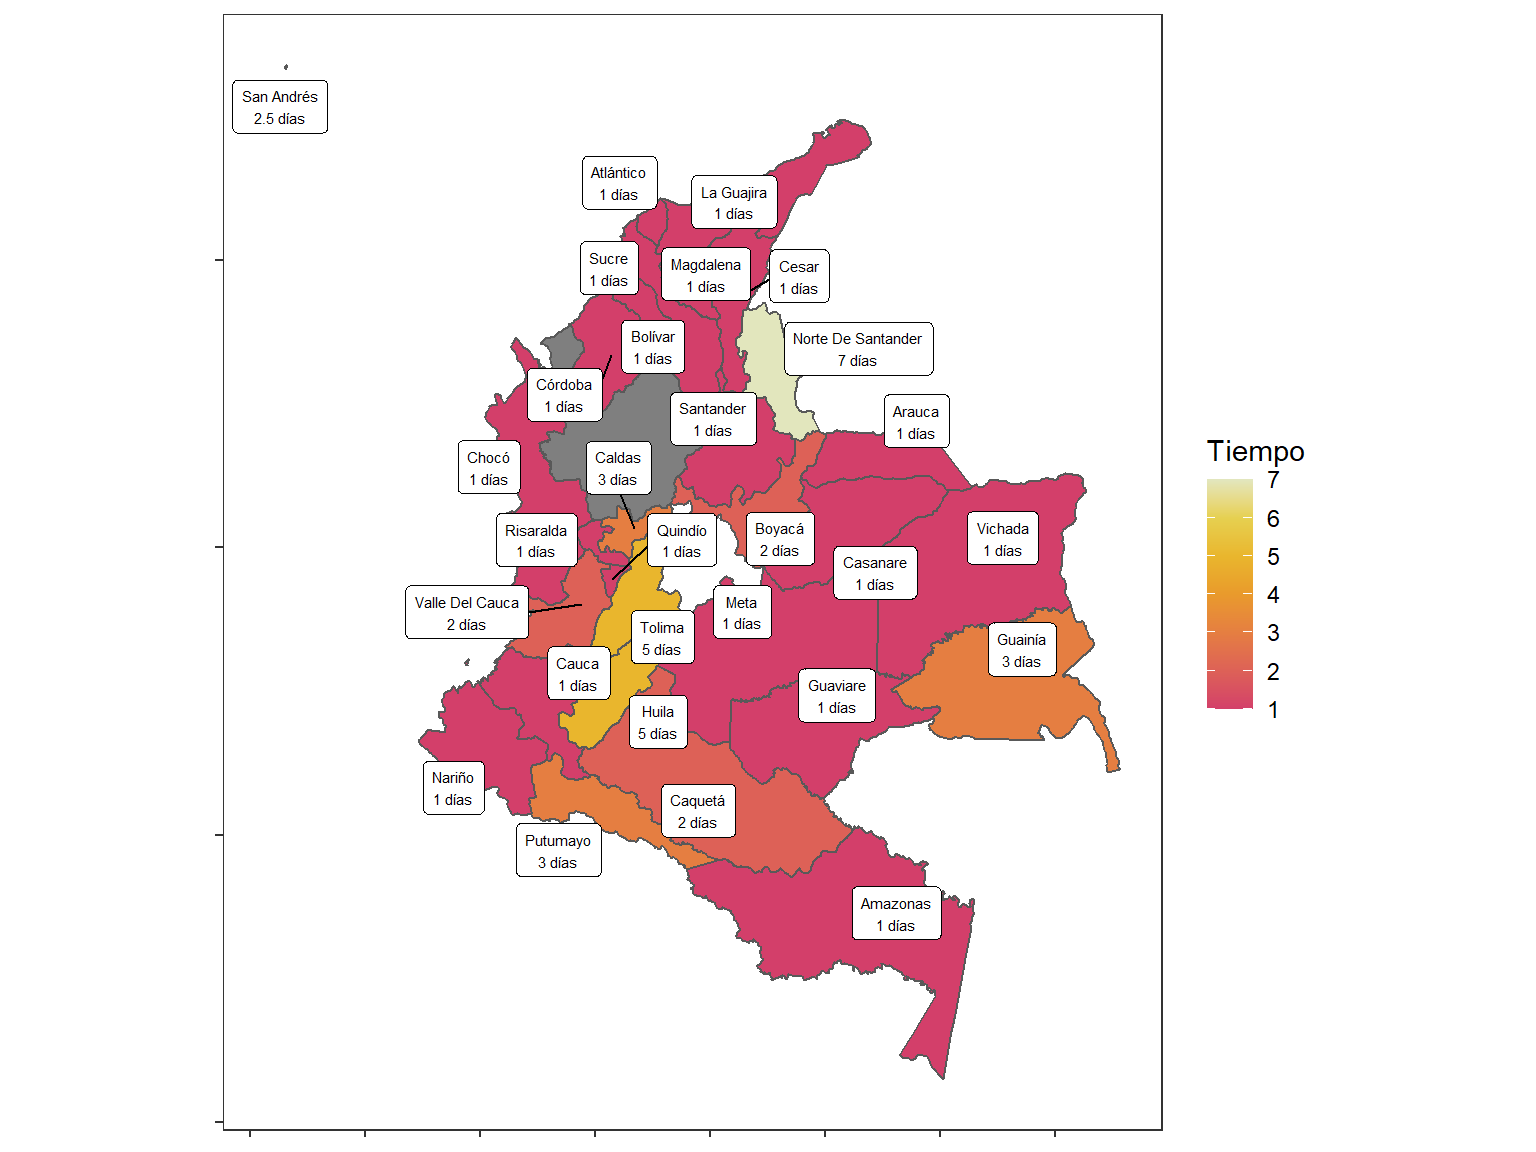 San Andrés
2.5 días
Atlántico
1 días
La Guajira
1 días
Sucre
1 días
Magdalena
1 días
Cesar
1 días
Bolívar
1 días
Norte De Santander
7 días
Córdoba
1 días
Santander
1 días
Arauca
1 días
Chocó
1 días
Caldas
3 días
Risaralda
1 días
Quindío
1 días
Boyacá
2 días
Vichada
1 días
Casanare
1 días
Valle Del Cauca
2 días
Meta
1 días
Tolima
5 días
Guainía
3 días
Cauca
1 días
Guaviare
1 días
Huila
5 días
Nariño
1 días
Caquetá
2 días
Putumayo
3 días
Amazonas
1 días
Tiempo
7
6
5
4
3
2
1